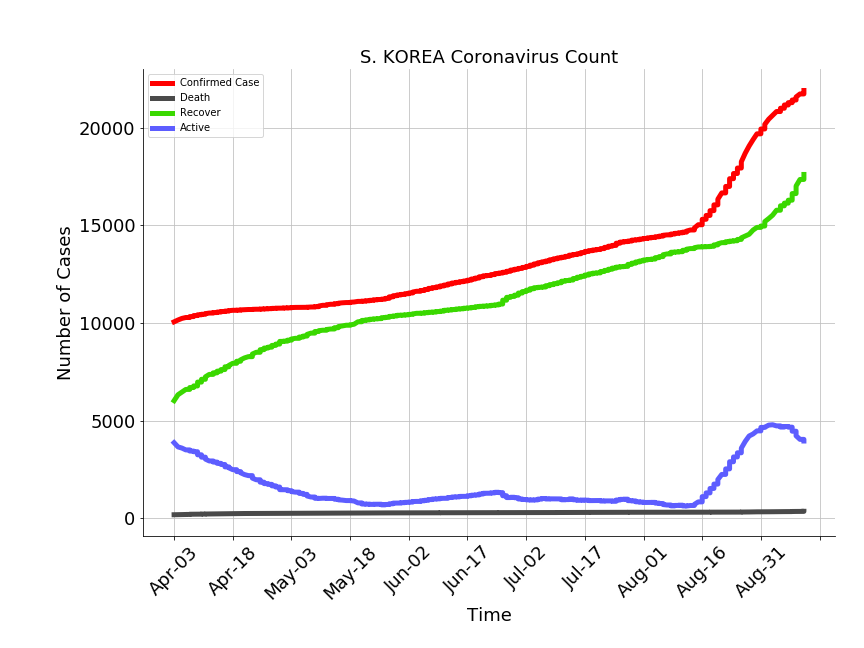 S. KOREA Coronavirus Count
Confirmed Case
Death
Recover
Active
Number of Cases
20000
15000
10000
5000
0
Apr-03
Apr-18
May-03
May-18
Jun-02
Jun-17
Jul-02
Jul-17
Aug-01
Aug-16
Aug-31
Time